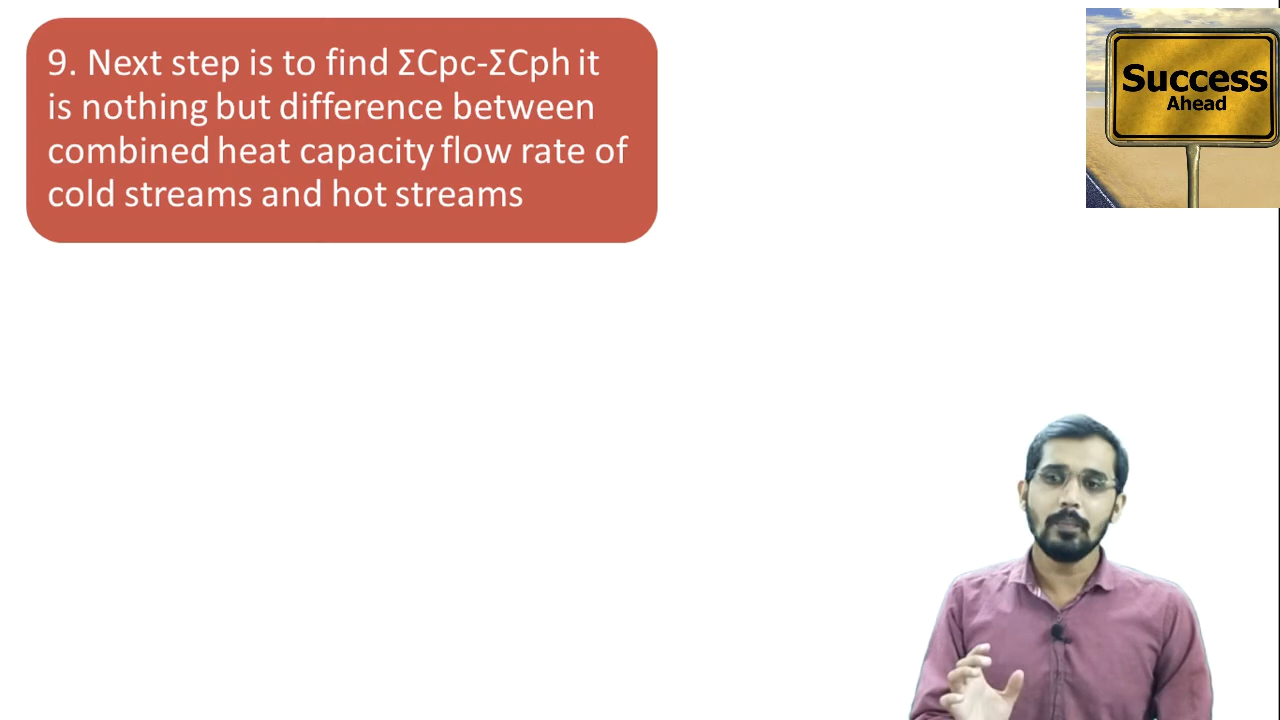 9. Next step is to find ΣCpc-ΣCph it
is nothing but difference between
combined heat capacity flow rate of
cold streams and hot streams
Success
Ahead